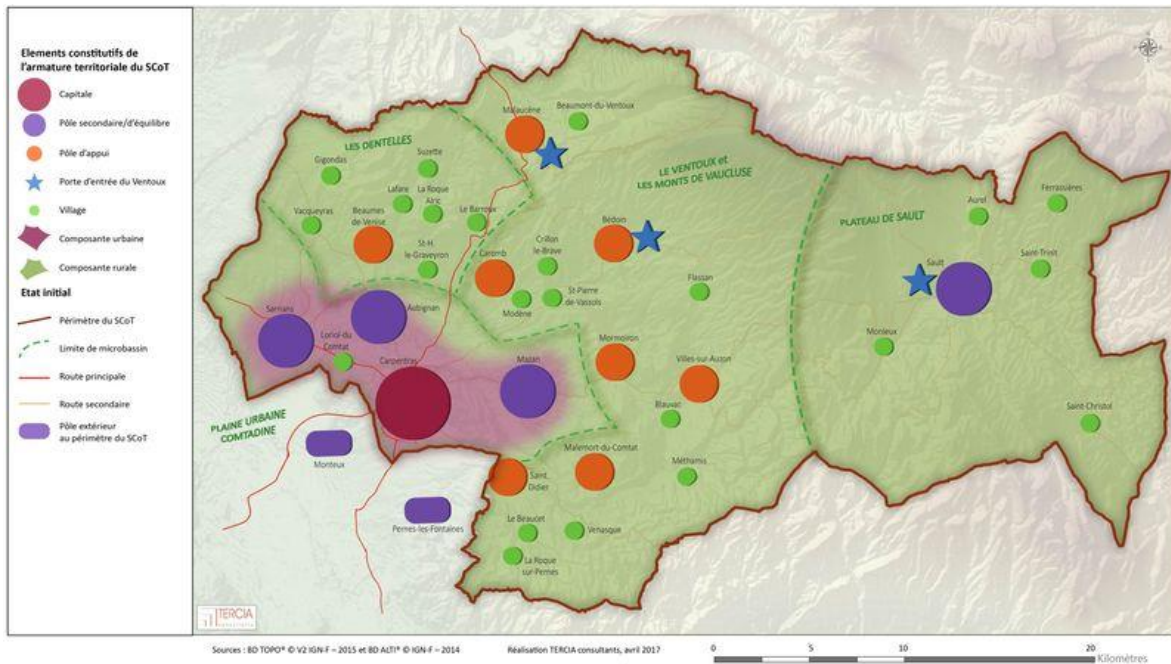 Elements constitutifs de
l'armature territoriale du SCoT
Capitale
Pôle secondaire/d'équilibre
Pôle d'appui
Porte d'entrée du Ventoux
Village
Composante urbaine
Composante rurale
Etat initial
Périmètre du SCoT
Limite de microbassin
Route principale
Route secondaire
Pôle extérieur
au périmètre du SCoT
Malaucène
Beaumont-du-Ventoux
LES DENTELLES
Gigondas
Suzette
Lafare
La Roque
Alric
Vacqueyras
Beaumes
de-Venise
Le Barroux
St-H.
le-Graveyron
LE VENTOUX et
LES MONTS DE VAUCLUSE
Bédoin
Crillon
le-Brave
Caromb
Modène
St-Pierre
de-Vassols
Flassan
PLATEAU DE SAULT
Ferrassières
Aurel
Saint-Trinit
Sault
Monieux
Saint-Christol
Sarrians
Aubignan
Loriol-du
Comtat
Carpentras
Mazan
Mormoiron
Villes-sur-Auzon
Blauvac
PLAINE URBAINE
COMTADINE
Monteux
Pernes-les-Fontaines
Saint
Didier
Malemort-du-Comtat
Méthamis
Le Beaucet
Venasque
La Roque
sur-Pernes
TERCIA
consultants
Sources : BD TOPO® © V2 IGN-F – 2015 et BD ALTI® © IGN-F – 2014
Réalisation TERCIA consultants, avril 2017
0 5 10 20
Kilomètres